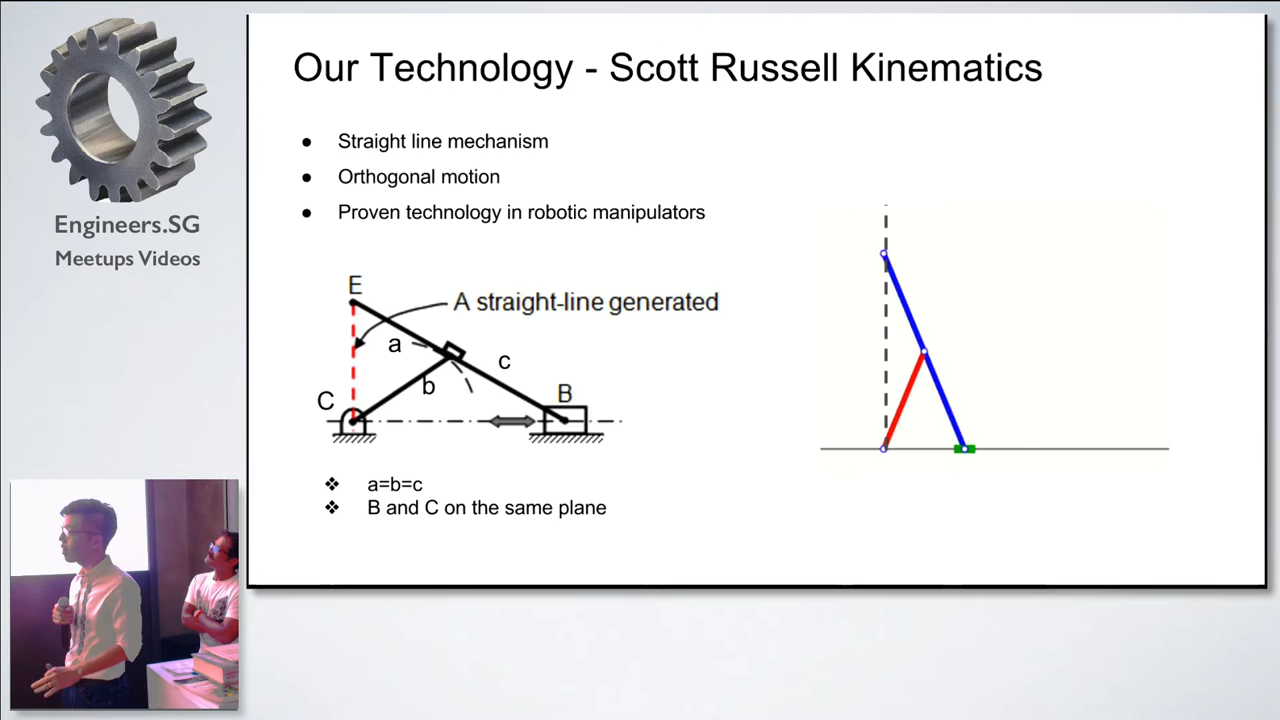 Our Technology - Scott Russell Kinematics
● Straight line mechanism
● Orthogonal motion
● Proven technology in robotic manipulators
Engineers.SG
Meetups Videos
E
A straight-line generated
a
c
b
B
C
❖ a=b=c
❖ B and C on the same plane